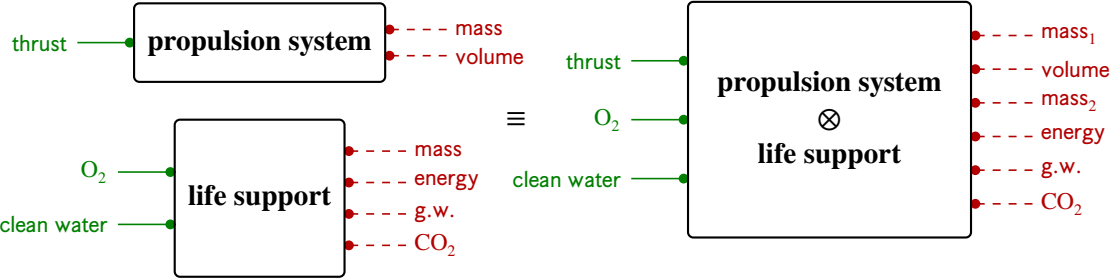 thrust
propulsion system
mass
volume
O₂
clean water
life support
mass
energy
g.w.
CO₂
≡
thrust
O₂
clean water
propulsion system
⊗
life support
mass₁
volume
mass₂
energy
g.w.
CO₂